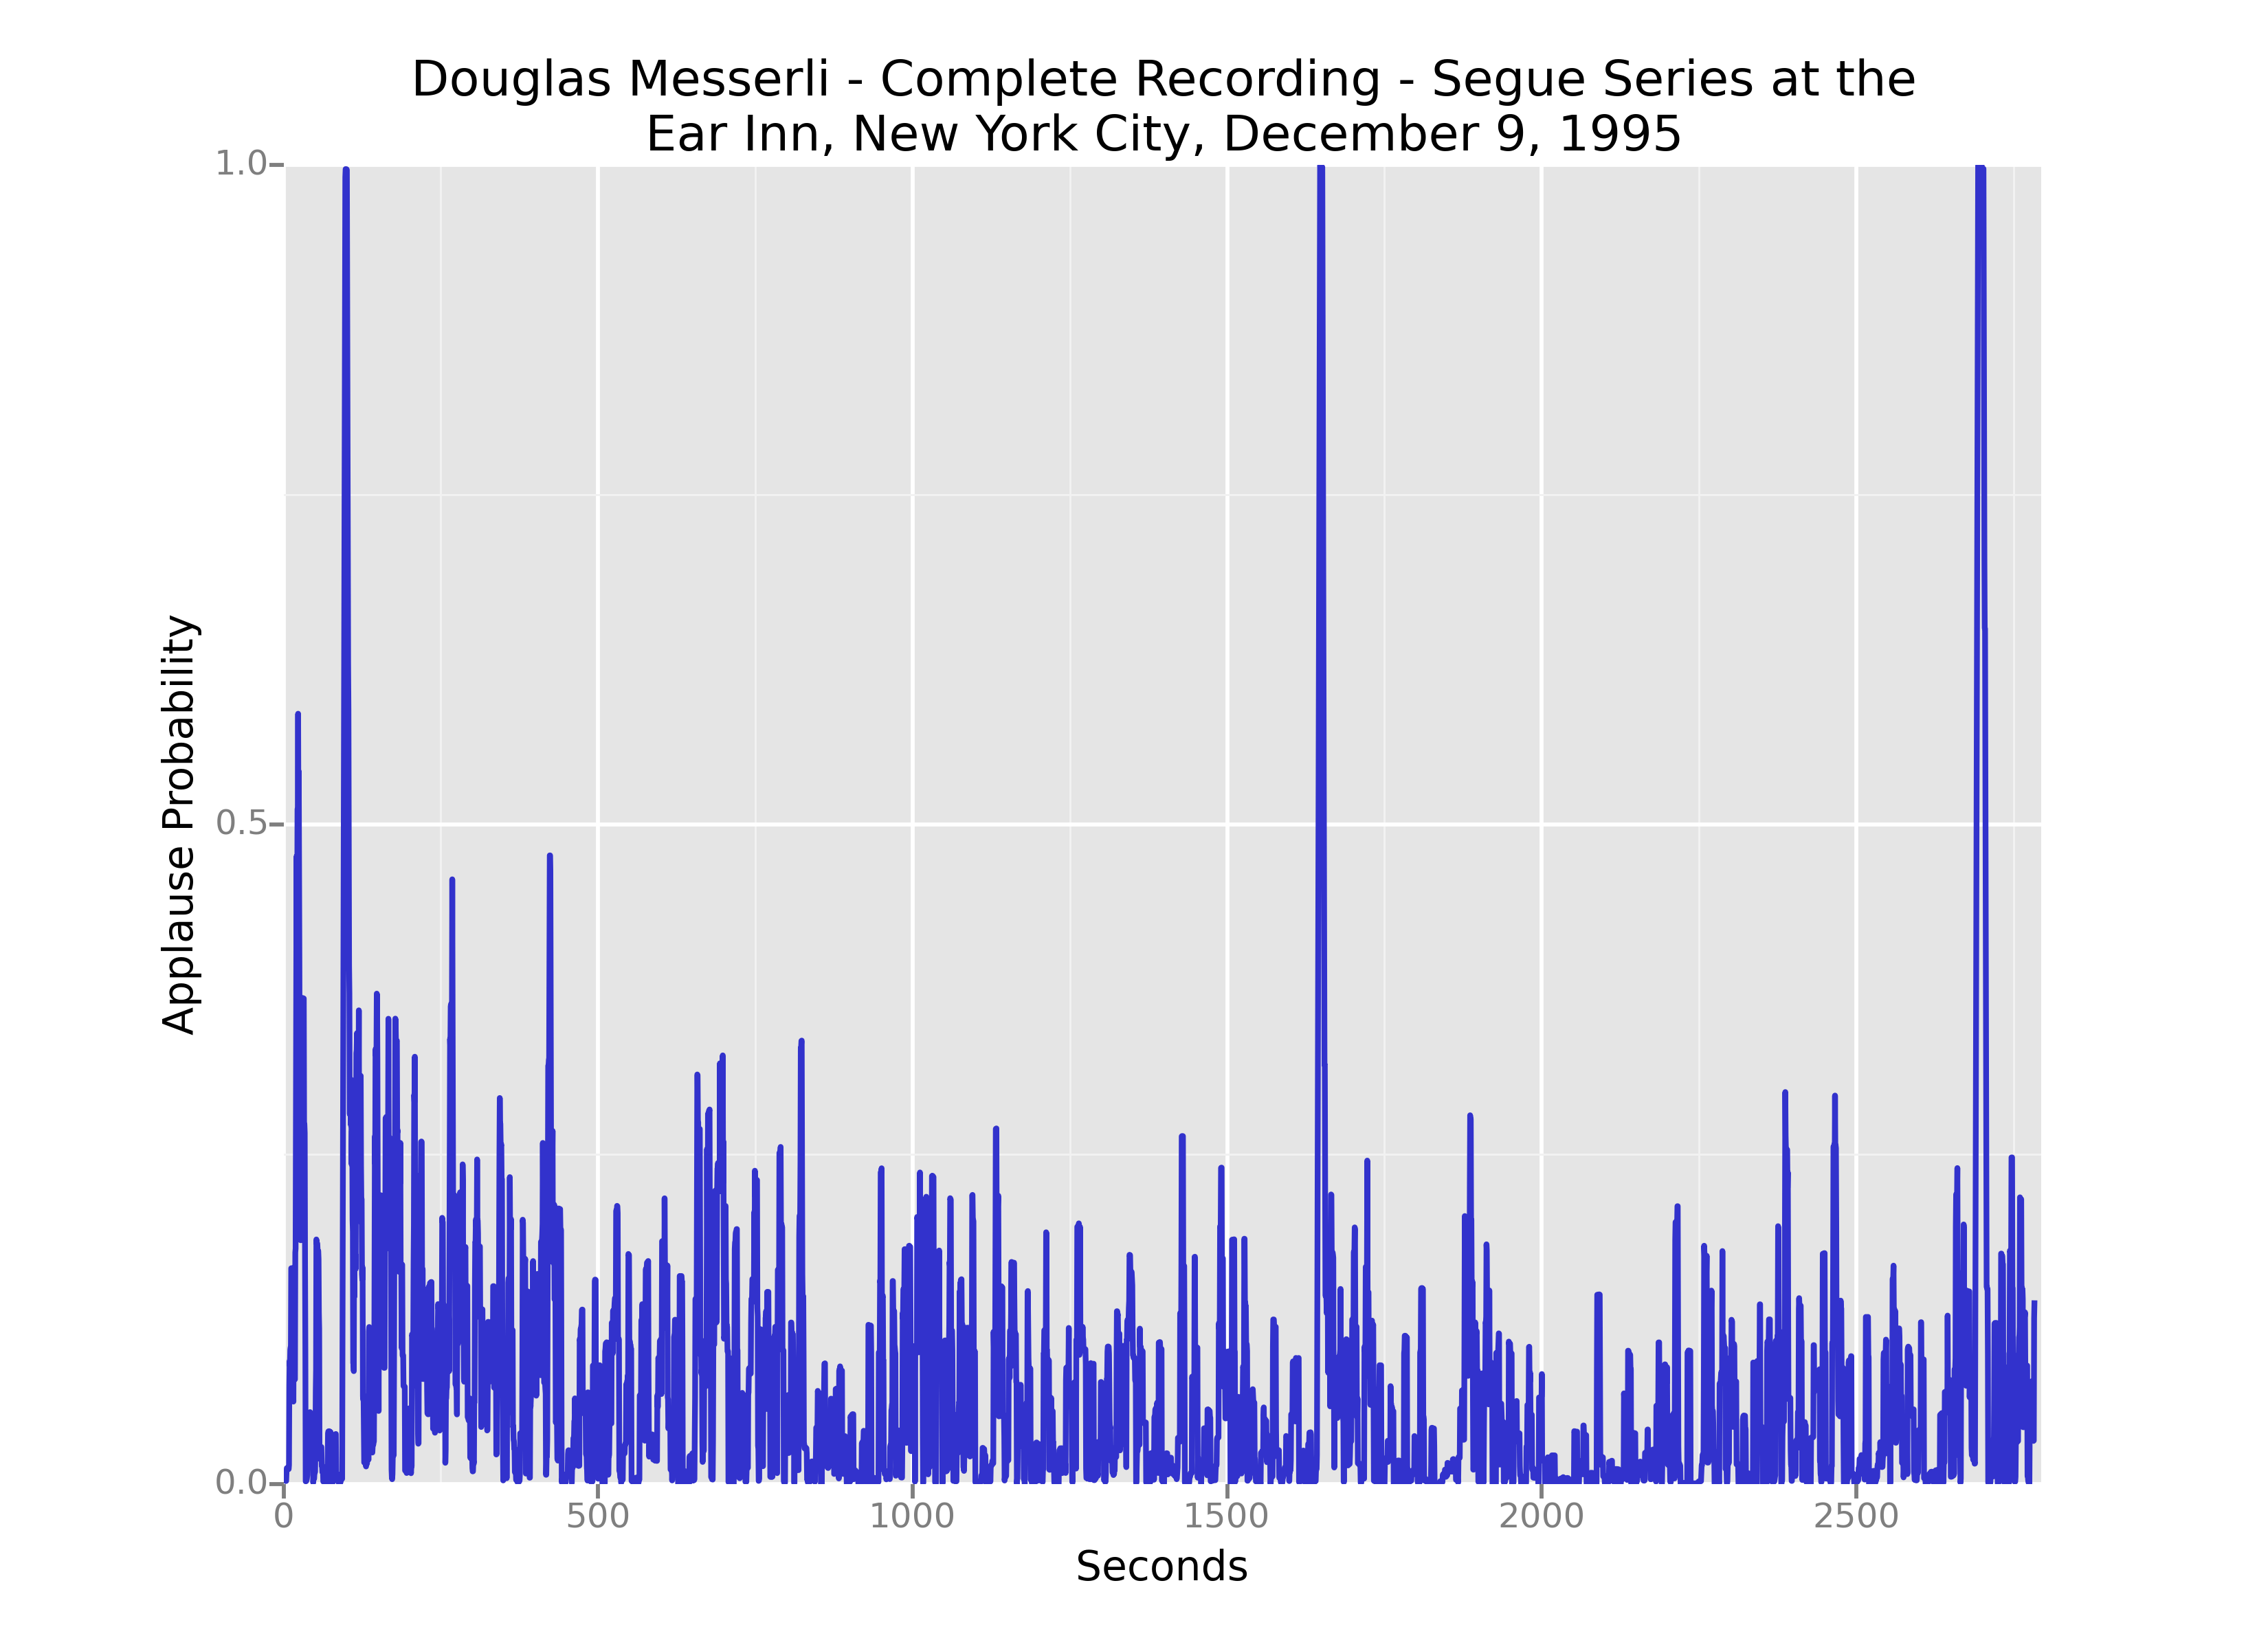 Douglas Messerli - Complete Recording - Segue Series at the
Ear Inn, New York City, December 9, 1995
1.0
0.5
0.0
Applause Probability
0
500
1000
1500
2000
2500
Seconds